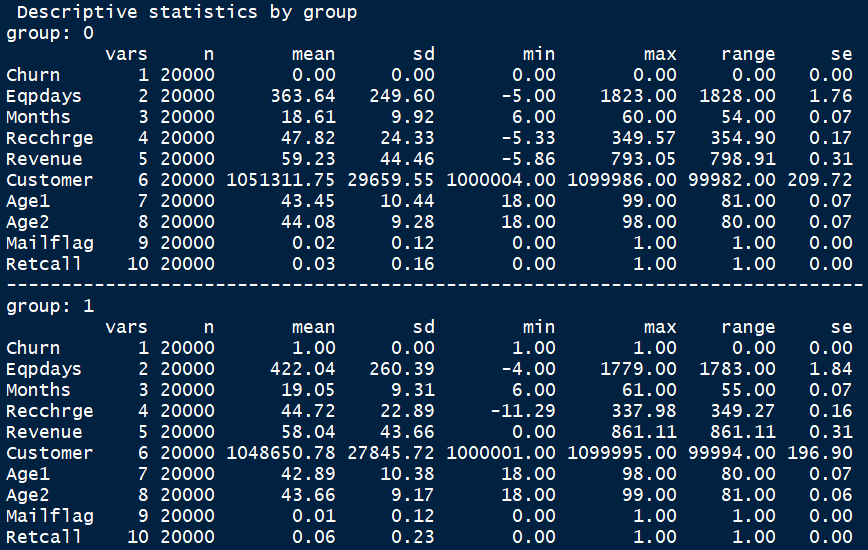 Descriptive statistics by group
group: 0
vars n mean sd min max range se
Churn 1 20000 0.00 0.00 0.00 0.00 0.00 0.00
Eqpdays 2 20000 363.64 249.60 -5.00 1823.00 1828.00 1.76
Months 3 20000 18.61 9.92 6.00 60.00 54.00 0.07
Recchrge 4 20000 47.82 24.33 -5.33 349.57 354.90 0.17
Revenue 5 20000 59.23 44.46 -5.86 793.05 798.91 0.31
Customer 6 20000 1051311.75 29659.55 1000004.00 1099986.00 99982.00 209.72
Age1 7 20000 43.45 10.44 18.00 99.00 81.00 0.07
Age2 8 20000 44.08 9.28 18.00 98.00 80.00 0.07
Mailflag 9 20000 0.02 0.12 0.00 1.00 1.00 0.00
Retcall 10 20000 0.03 0.16 0.00 1.00 1.00 0.00
------------------------------------------------------------------------------
group: 1
vars n mean sd min max range se
Churn 1 20000 1.00 0.00 1.00 1.00 0.00 0.00
Eqpdays 2 20000 422.04 260.39 -4.00 1779.00 1783.00 1.84
Months 3 20000 19.05 9.31 6.00 61.00 55.00 0.07
Recchrge 4 20000 44.72 22.89 -11.29 337.98 349.27 0.16
Revenue 5 20000 58.04 43.66 0.00 861.11 861.11 0.31
Customer 6 20000 1048650.78 27845.72 1000001.00 1099995.00 99994.00 196.90
Age1 7 20000 42.89 10.38 18.00 98.00 80.00 0.07
Age2 8 20000 43.66 9.17 18.00 99.00 81.00 0.06
Mailflag 9 20000 0.01 0.12 0.00 1.00 1.00 0.00
Retcall 10 20000 0.06 0.23 0.00 1.00 1.00 0.00